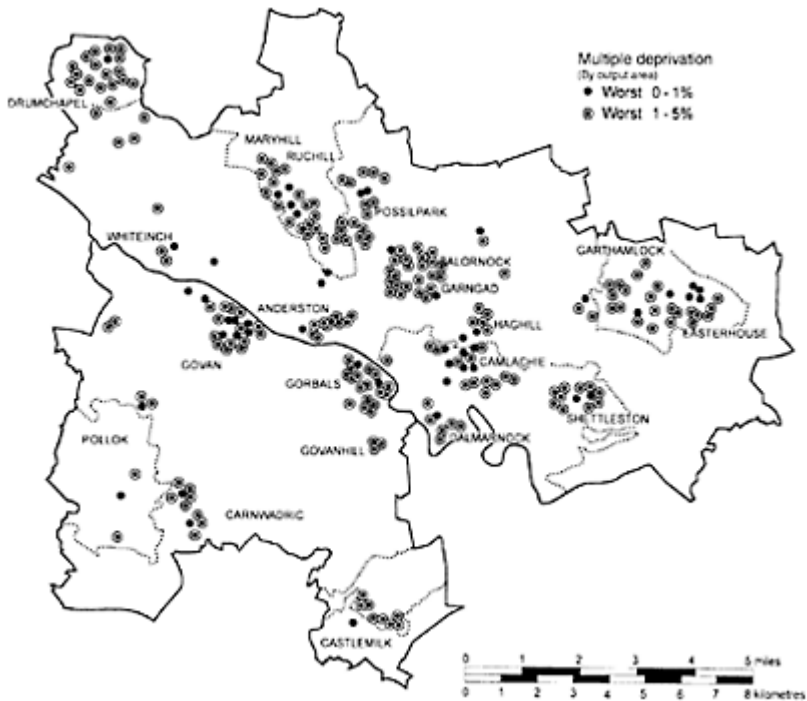 Multiple deprivation
(By output area)
Worst 0 - 1%
Worst 1 - 5%
DRUMCHAPEL
MARYHILL
RUCHILL
POSSILPARK
WHITEINCH
BALORNOCK
GARNGAD
GARTHAMLOCK
EASTERHOUSE
ANDERSTON
HAGHILL
GOVAN
CAMLACHIE
GORBALS
SHETTLESTON
POLLOK
DALMARNOCK
GOVANHILL
CARNWADRIC
CASTLEMILK
0 1 2 3 4 5 miles
0 1 2 3 4 5 6 7 8 kilometres